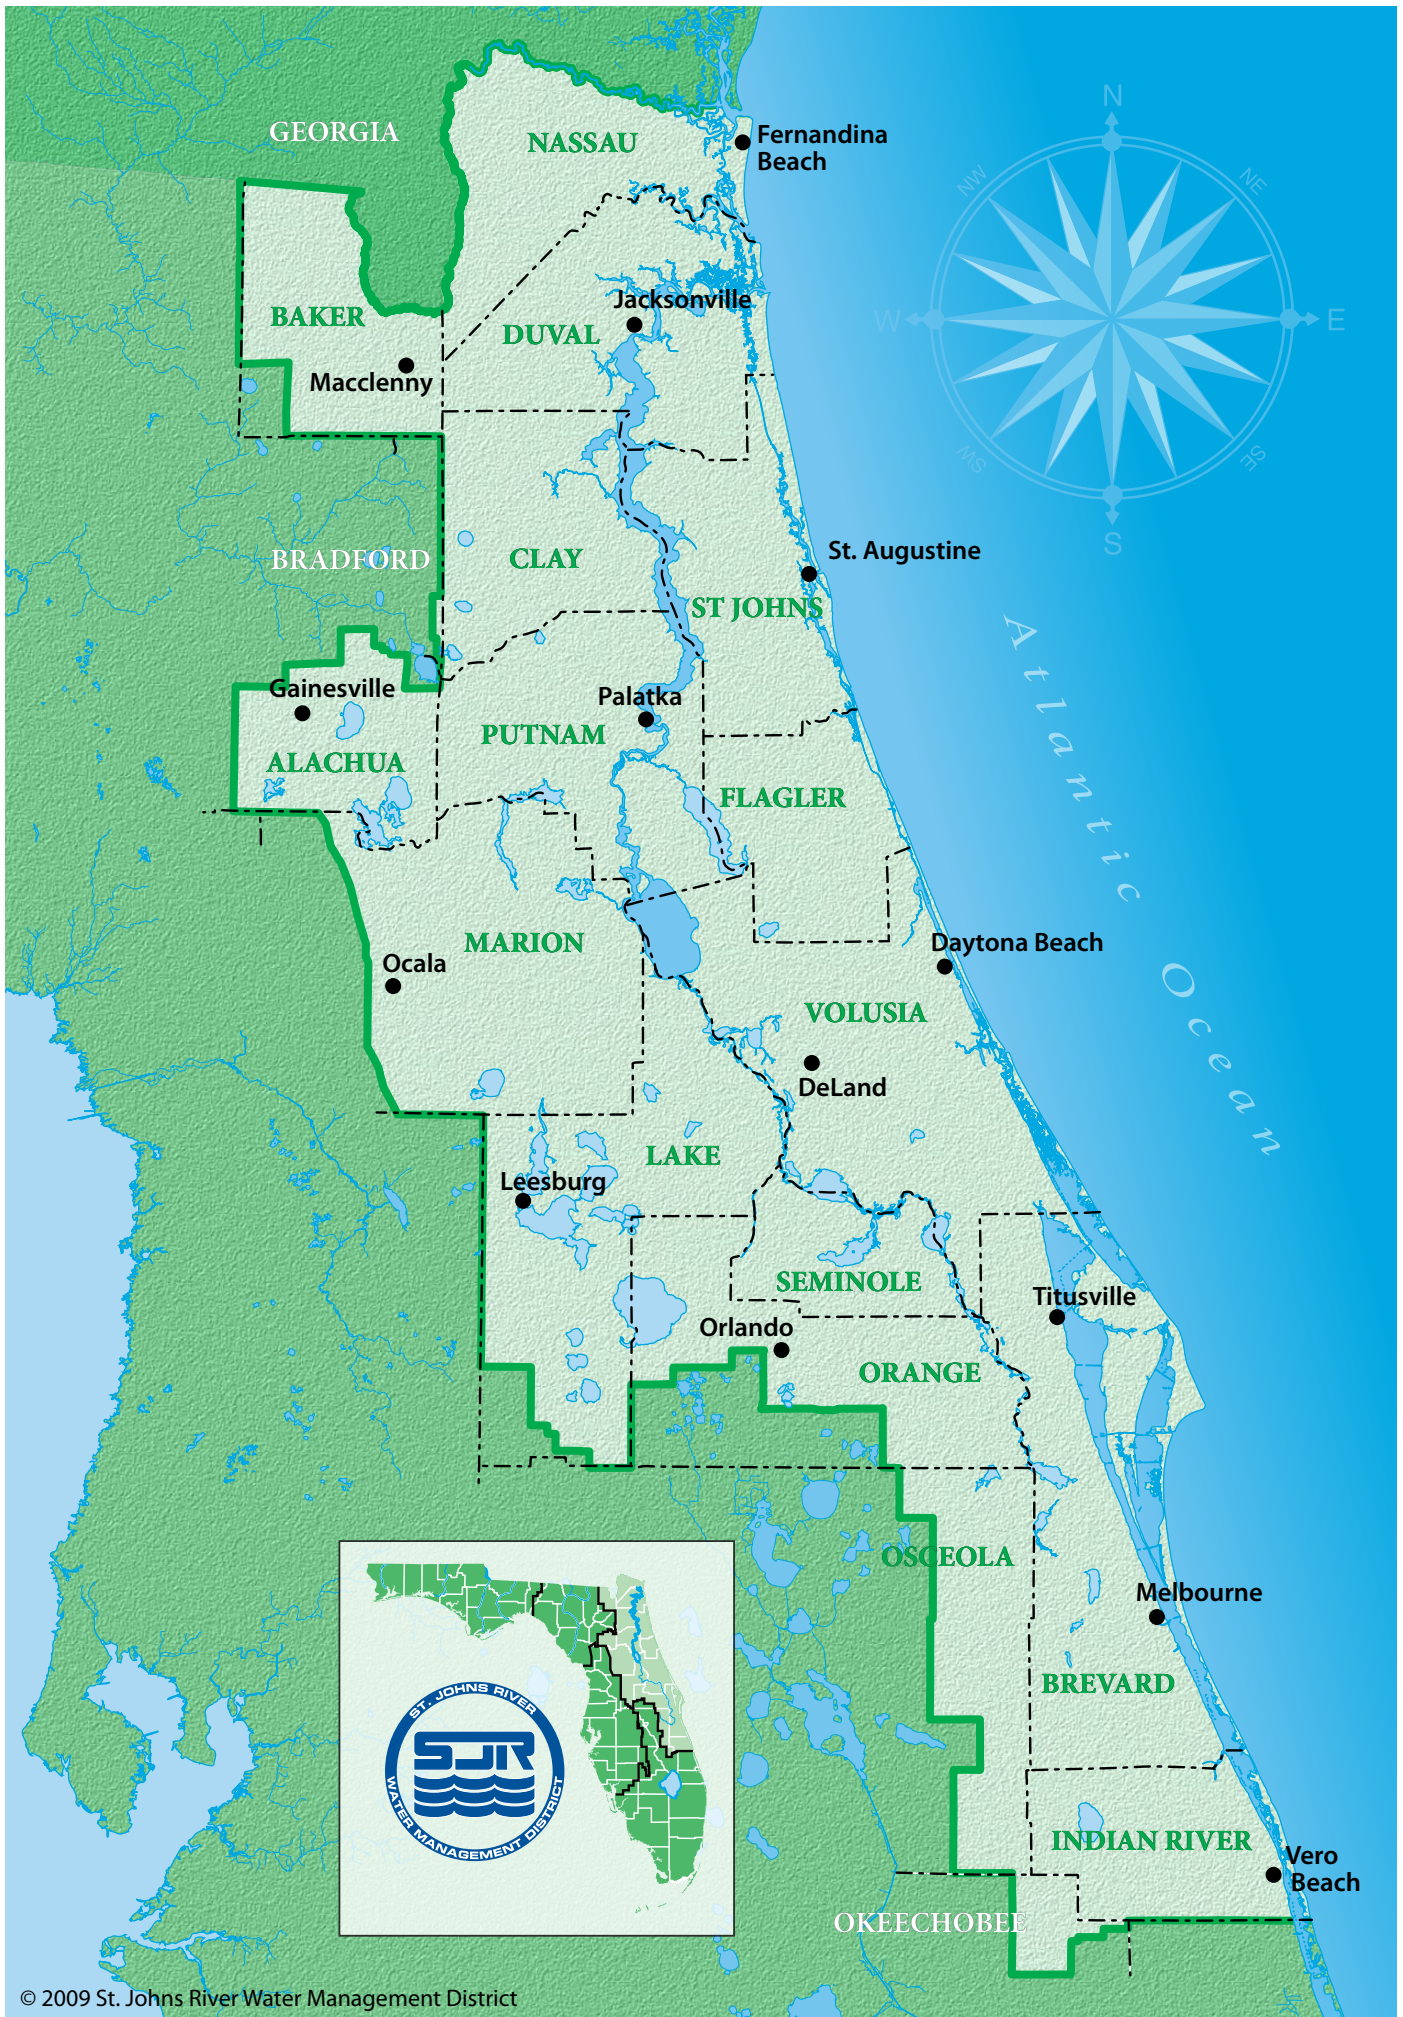 N
GEORGIA
NASSAU
Fernandina
Beach
NW
NE
Jacksonville
BAKER
DUVAL
W
E
Macclenny
SW
SE
S
BRADFORD
CLAY
St. Augustine
ST JOHNS
Atlantic Ocean
Gainesville
Palatka
PUTNAM
ALACHUA
FLAGLER
MARION
Daytona Beach
Ocala
VOLUSIA
DeLand
LAKE
Leesburg
SEMINOLE
Titusville
Orlando
ORANGE
OSCEOLA
Melbourne
BREVARD
ST. JOHNS RIVER
SJR
WATER MANAGEMENT DISTRICT
INDIAN RIVER
Vero
Beach
OKEECHOBEE
© 2009 St. Johns River Water Management District